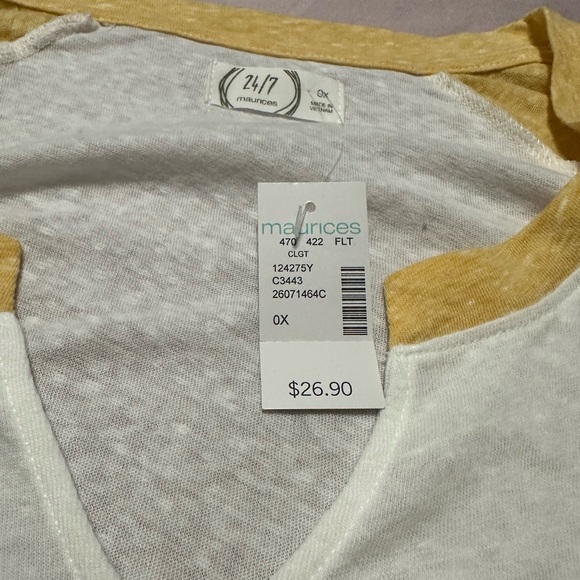 24/7
maurices
0X
MADE IN
VIETNAM
maurices
470 422 FLT
CLGT
124275Y
C3443
26071464C
0X
$26.90